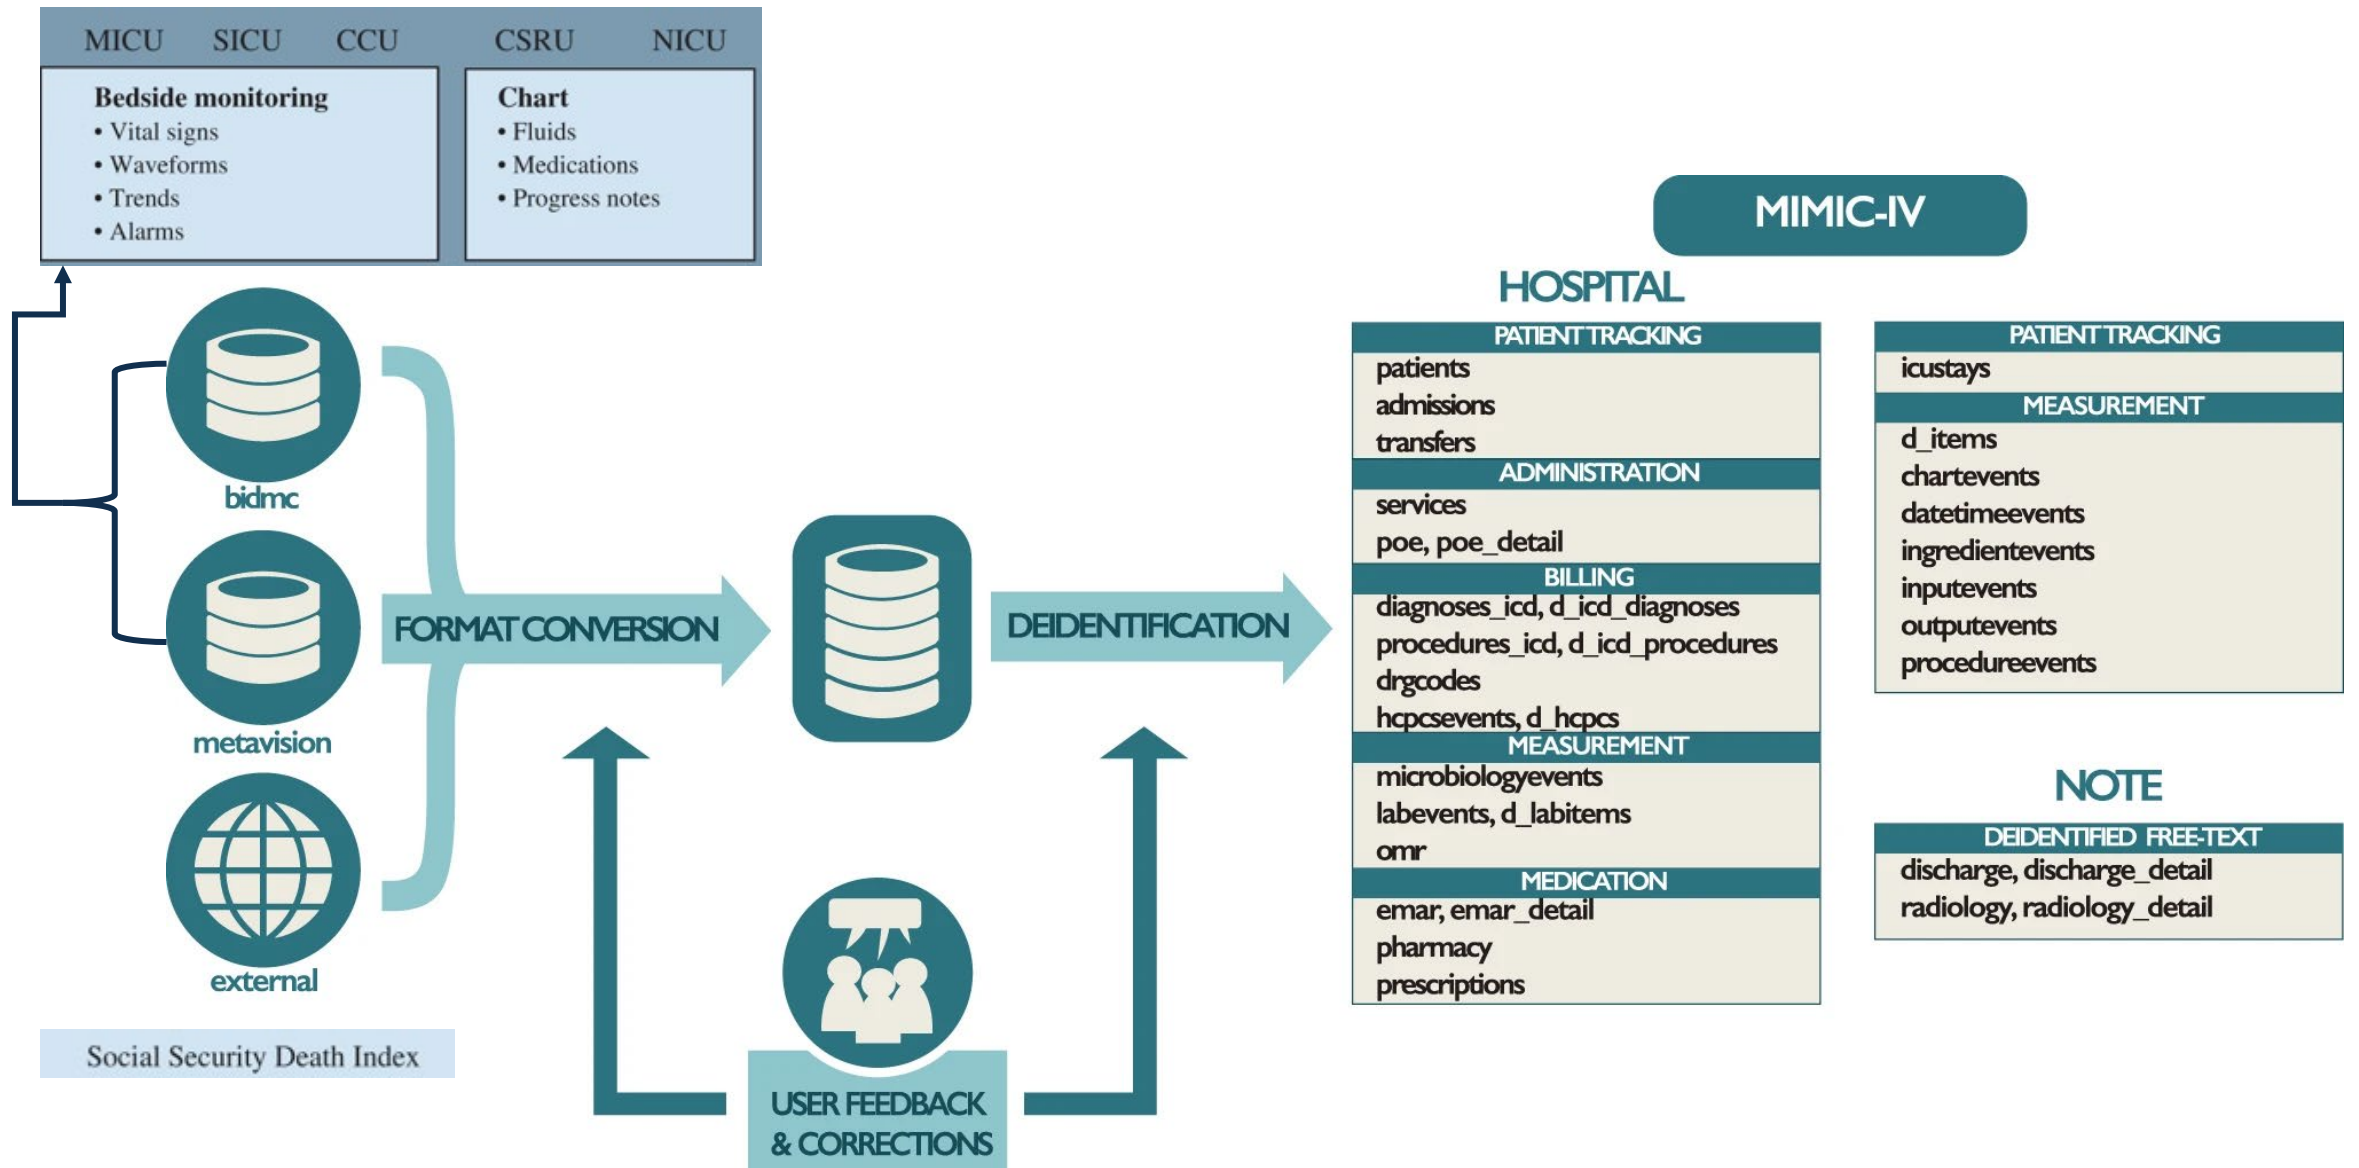 MICU SICU CCU CSRU NICU
Bedside monitoring
• Vital signs
• Waveforms
• Trends
• Alarms
Chart
• Fluids
• Medications
• Progress notes
bidmc
metavision
external
Social Security Death Index
FORMAT CONVERSION
DEIDENTIFICATION
USER FEEDBACK
& CORRECTIONS
MIMIC-IV
HOSPITAL
PATIENT TRACKING
patients
admissions
transfers
ADMINISTRATION
services
poe, poe_detail
BILLING
diagnoses_icd, d_icd_diagnoses
procedures_icd, d_icd_procedures
drgcodes
hcpcsevents, d_hcpcs
MEASUREMENT
microbiologyevents
labevents, d_labitems
omr
MEDICATION
emar, emar_detail
pharmacy
prescriptions
PATIENT TRACKING
icustays
MEASUREMENT
d_items
chartevents
datetimeevents
ingredientevents
inputevents
outputevents
procedureevents
NOTE
DEIDENTIFIED FREE-TEXT
discharge, discharge_detail
radiology, radiology_detail